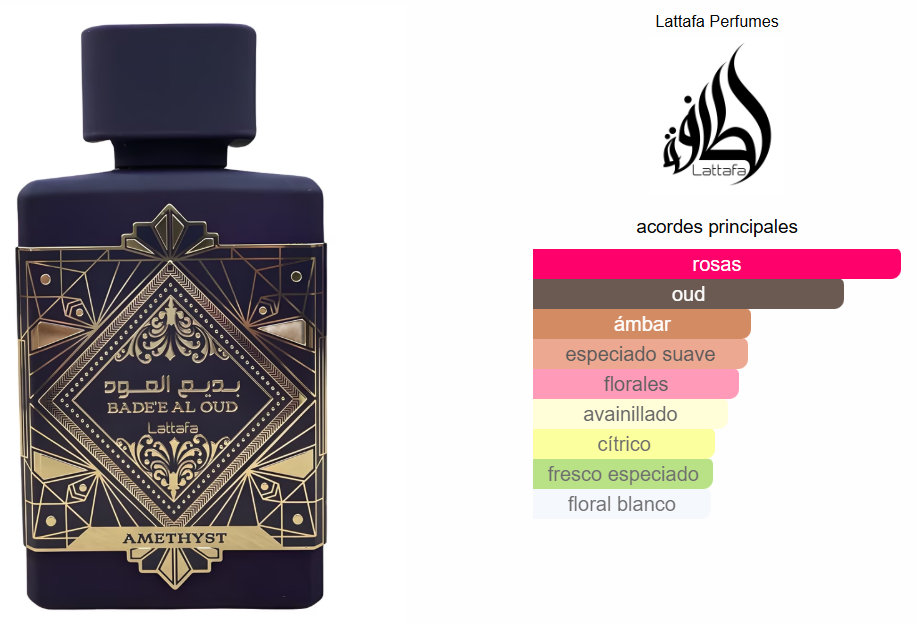 Lattafa Perfumes
لطافة
Lattafa
acordes principales
rosas
oud
ámbar
especiado suave
florales
avainillado
cítrico
fresco especiado
floral blanco
بديع العود
BADE'E AL OUD
Lattafa
AMETHYST